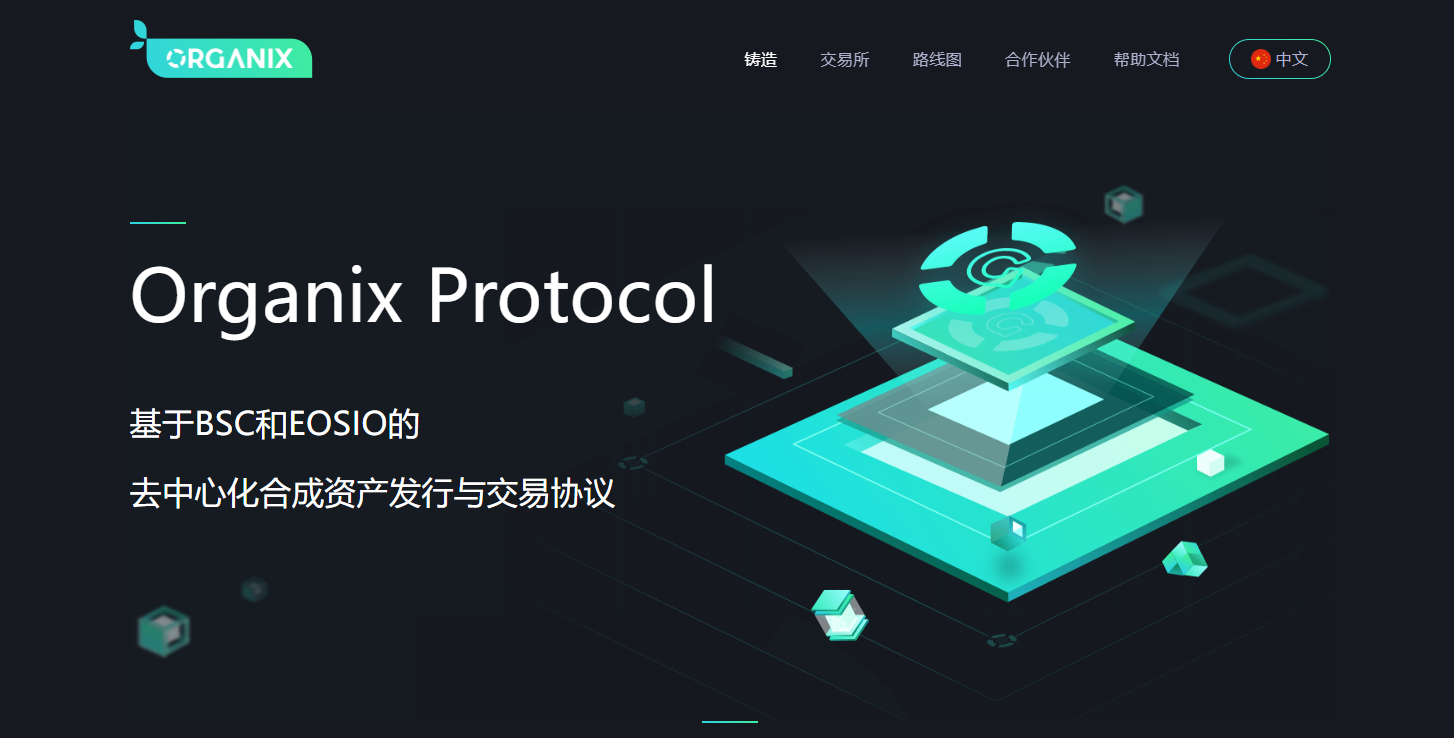 ORGANIX
铸造 交易所 路线图 合作伙伴 帮助文档 中文
Organix Protocol
基于BSC和EOSIO的
去中心化合成资产发行与交易协议